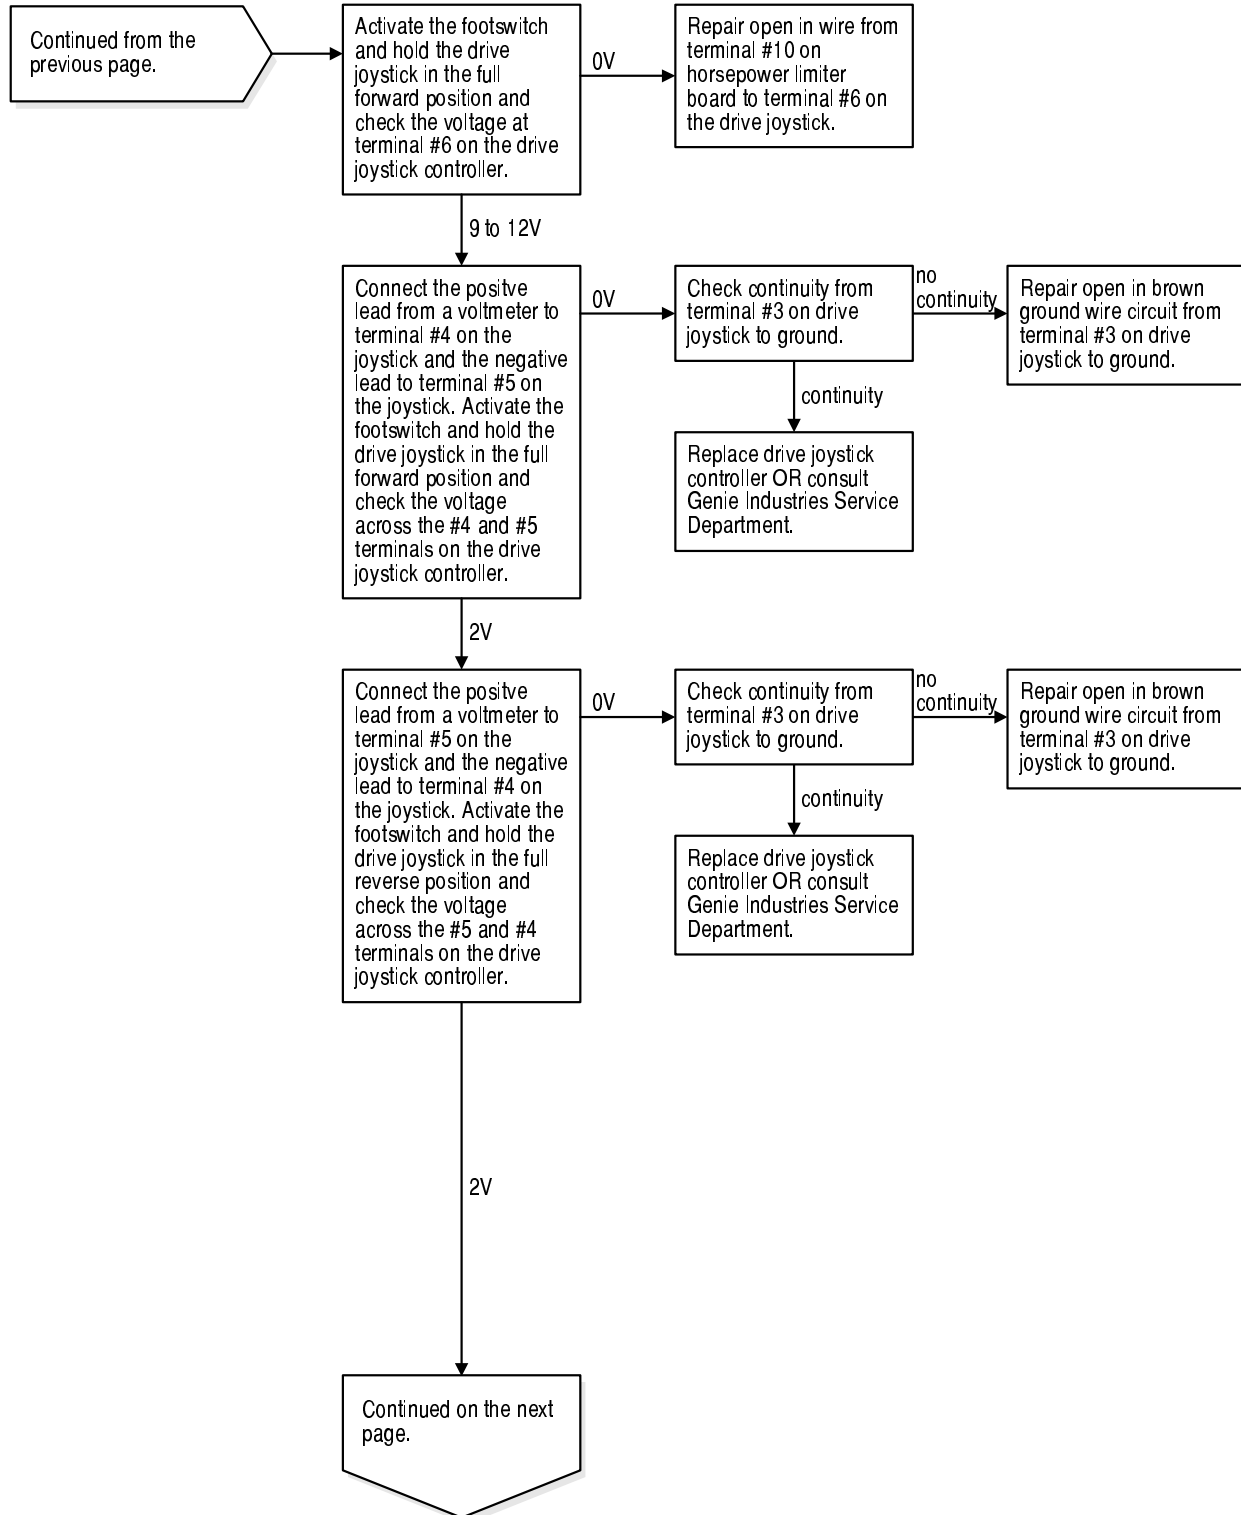 Continued from the
previous page.
Activate the footswitch
and hold the drive
joystick in the full
forward position and
check the voltage at
terminal #6 on the drive
joystick controller.
0V
Repair open in wire from
terminal #10 on
horsepower limiter
board to terminal #6 on
the drive joystick.
9 to 12V
Connect the positve
lead from a voltmeter to
terminal #4 on the
joystick and the negative
lead to terminal #5 on
the joystick. Activate the
footswitch and hold the
drive joystick in the full
forward position and
check the voltage
across the #4 and #5
terminals on the drive
joystick controller.
0V
Check continuity from
terminal #3 on drive
joystick to ground.
no
continuity
Repair open in brown
ground wire circuit from
terminal #3 on drive
joystick to ground.
continuity
Replace drive joystick
controller OR consult
Genie Industries Service
Department.
2V
Connect the positve
lead from a voltmeter to
terminal #5 on the
joystick and the negative
lead to terminal #4 on
the joystick. Activate the
footswitch and hold the
drive joystick in the full
reverse position and
check the voltage
across the #5 and #4
terminals on the drive
joystick controller.
0V
Check continuity from
terminal #3 on drive
joystick to ground.
no
continuity
Repair open in brown
ground wire circuit from
terminal #3 on drive
joystick to ground.
continuity
Replace drive joystick
controller OR consult
Genie Industries Service
Department.
2V
Continued on the next
page.